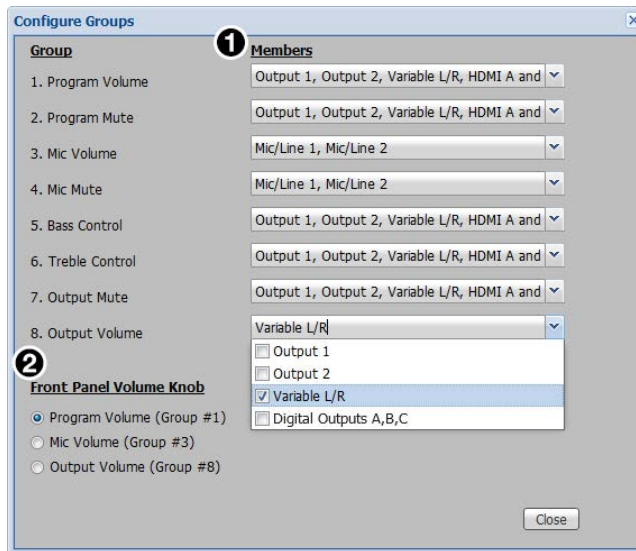 Configure Groups
1
Group Members
1. Program Volume Output 1, Output 2, Variable L/R, HDMI A and
2. Program Mute Output 1, Output 2, Variable L/R, HDMI A and
3. Mic Volume Mic/Line 1, Mic/Line 2
4. Mic Mute Mic/Line 1, Mic/Line 2
5. Bass Control Output 1, Output 2, Variable L/R, HDMI A and
6. Treble Control Output 1, Output 2, Variable L/R, HDMI A and
7. Output Mute Output 1, Output 2, Variable L/R, HDMI A and
8. Output Volume Variable L/R
Output 1
Output 2
Variable L/R
Digital Outputs A,B,C
2
Front Panel Volume Knob
Program Volume (Group #1)
Mic Volume (Group #3)
Output Volume (Group #8)
Close